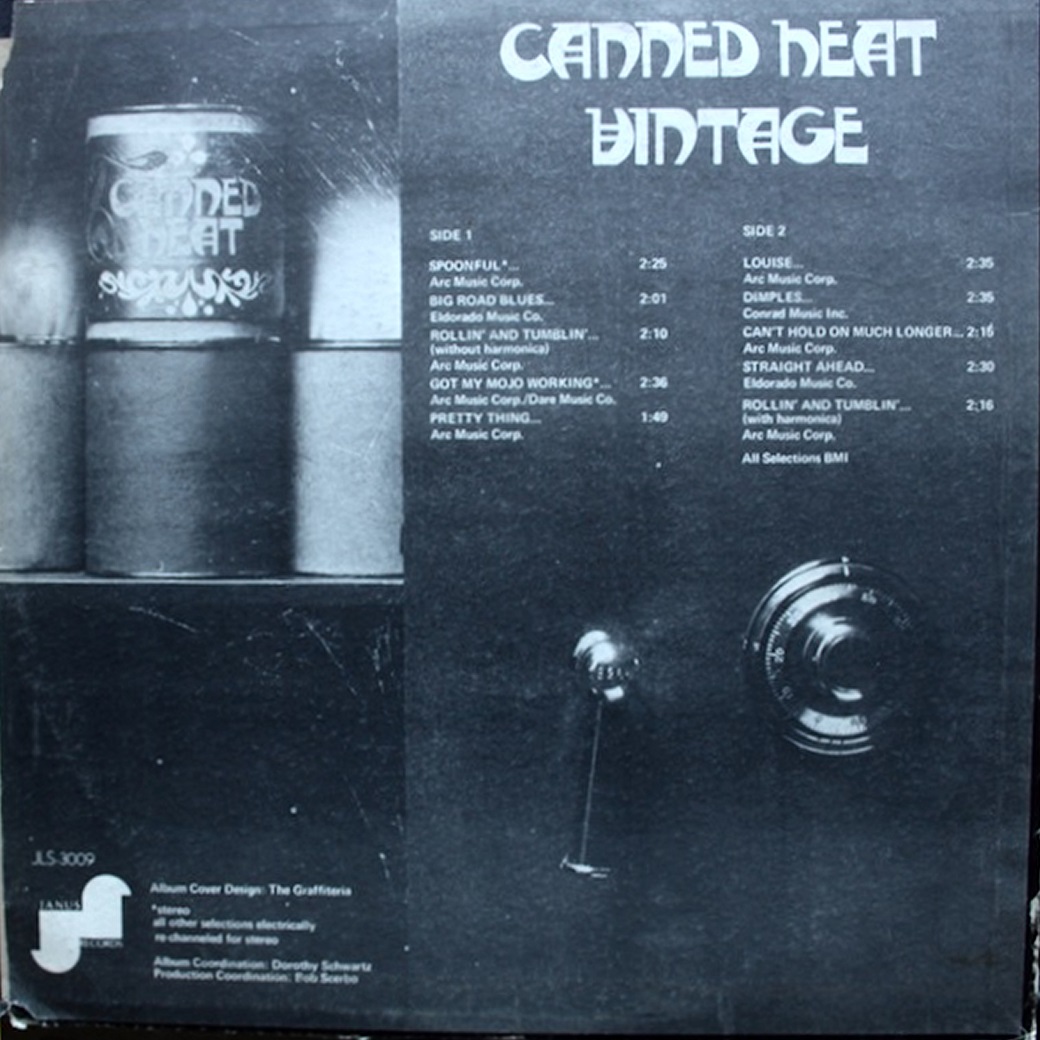 CANNED HEAT
VINTAGE
CANNED
HEAT
SIDE 1
SPOONFUL*... 2:25
Arc Music Corp.
BIG ROAD BLUES... 2:01
Eldorado Music Co.
ROLLIN' AND TUMBLIN'... 2:10
(without harmonica)
Arc Music Corp.
GOT MY MOJO WORKING*... 2:36
Arc Music Corp./Dare Music Co.
PRETTY THING... 1:49
Arc Music Corp.
SIDE 2
LOUISE... 2:35
Arc Music Corp.
DIMPLES... 2:35
Conrad Music Inc.
CAN'T HOLD ON MUCH LONGER... 2:16
Arc Music Corp.
STRAIGHT AHEAD... 2:30
Eldorado Music Co.
ROLLIN' AND TUMBLIN'... 2:16
(with harmonica)
Arc Music Corp.
All Selections BMI
JLS-3009
JANUS
RECORDS
Album Cover Design: The Graffiteria
*stereo
all other selections electrically
re-channeled for stereo
Album Coordination: Dorothy Schwartz
Production Coordination: Bob Scerbo